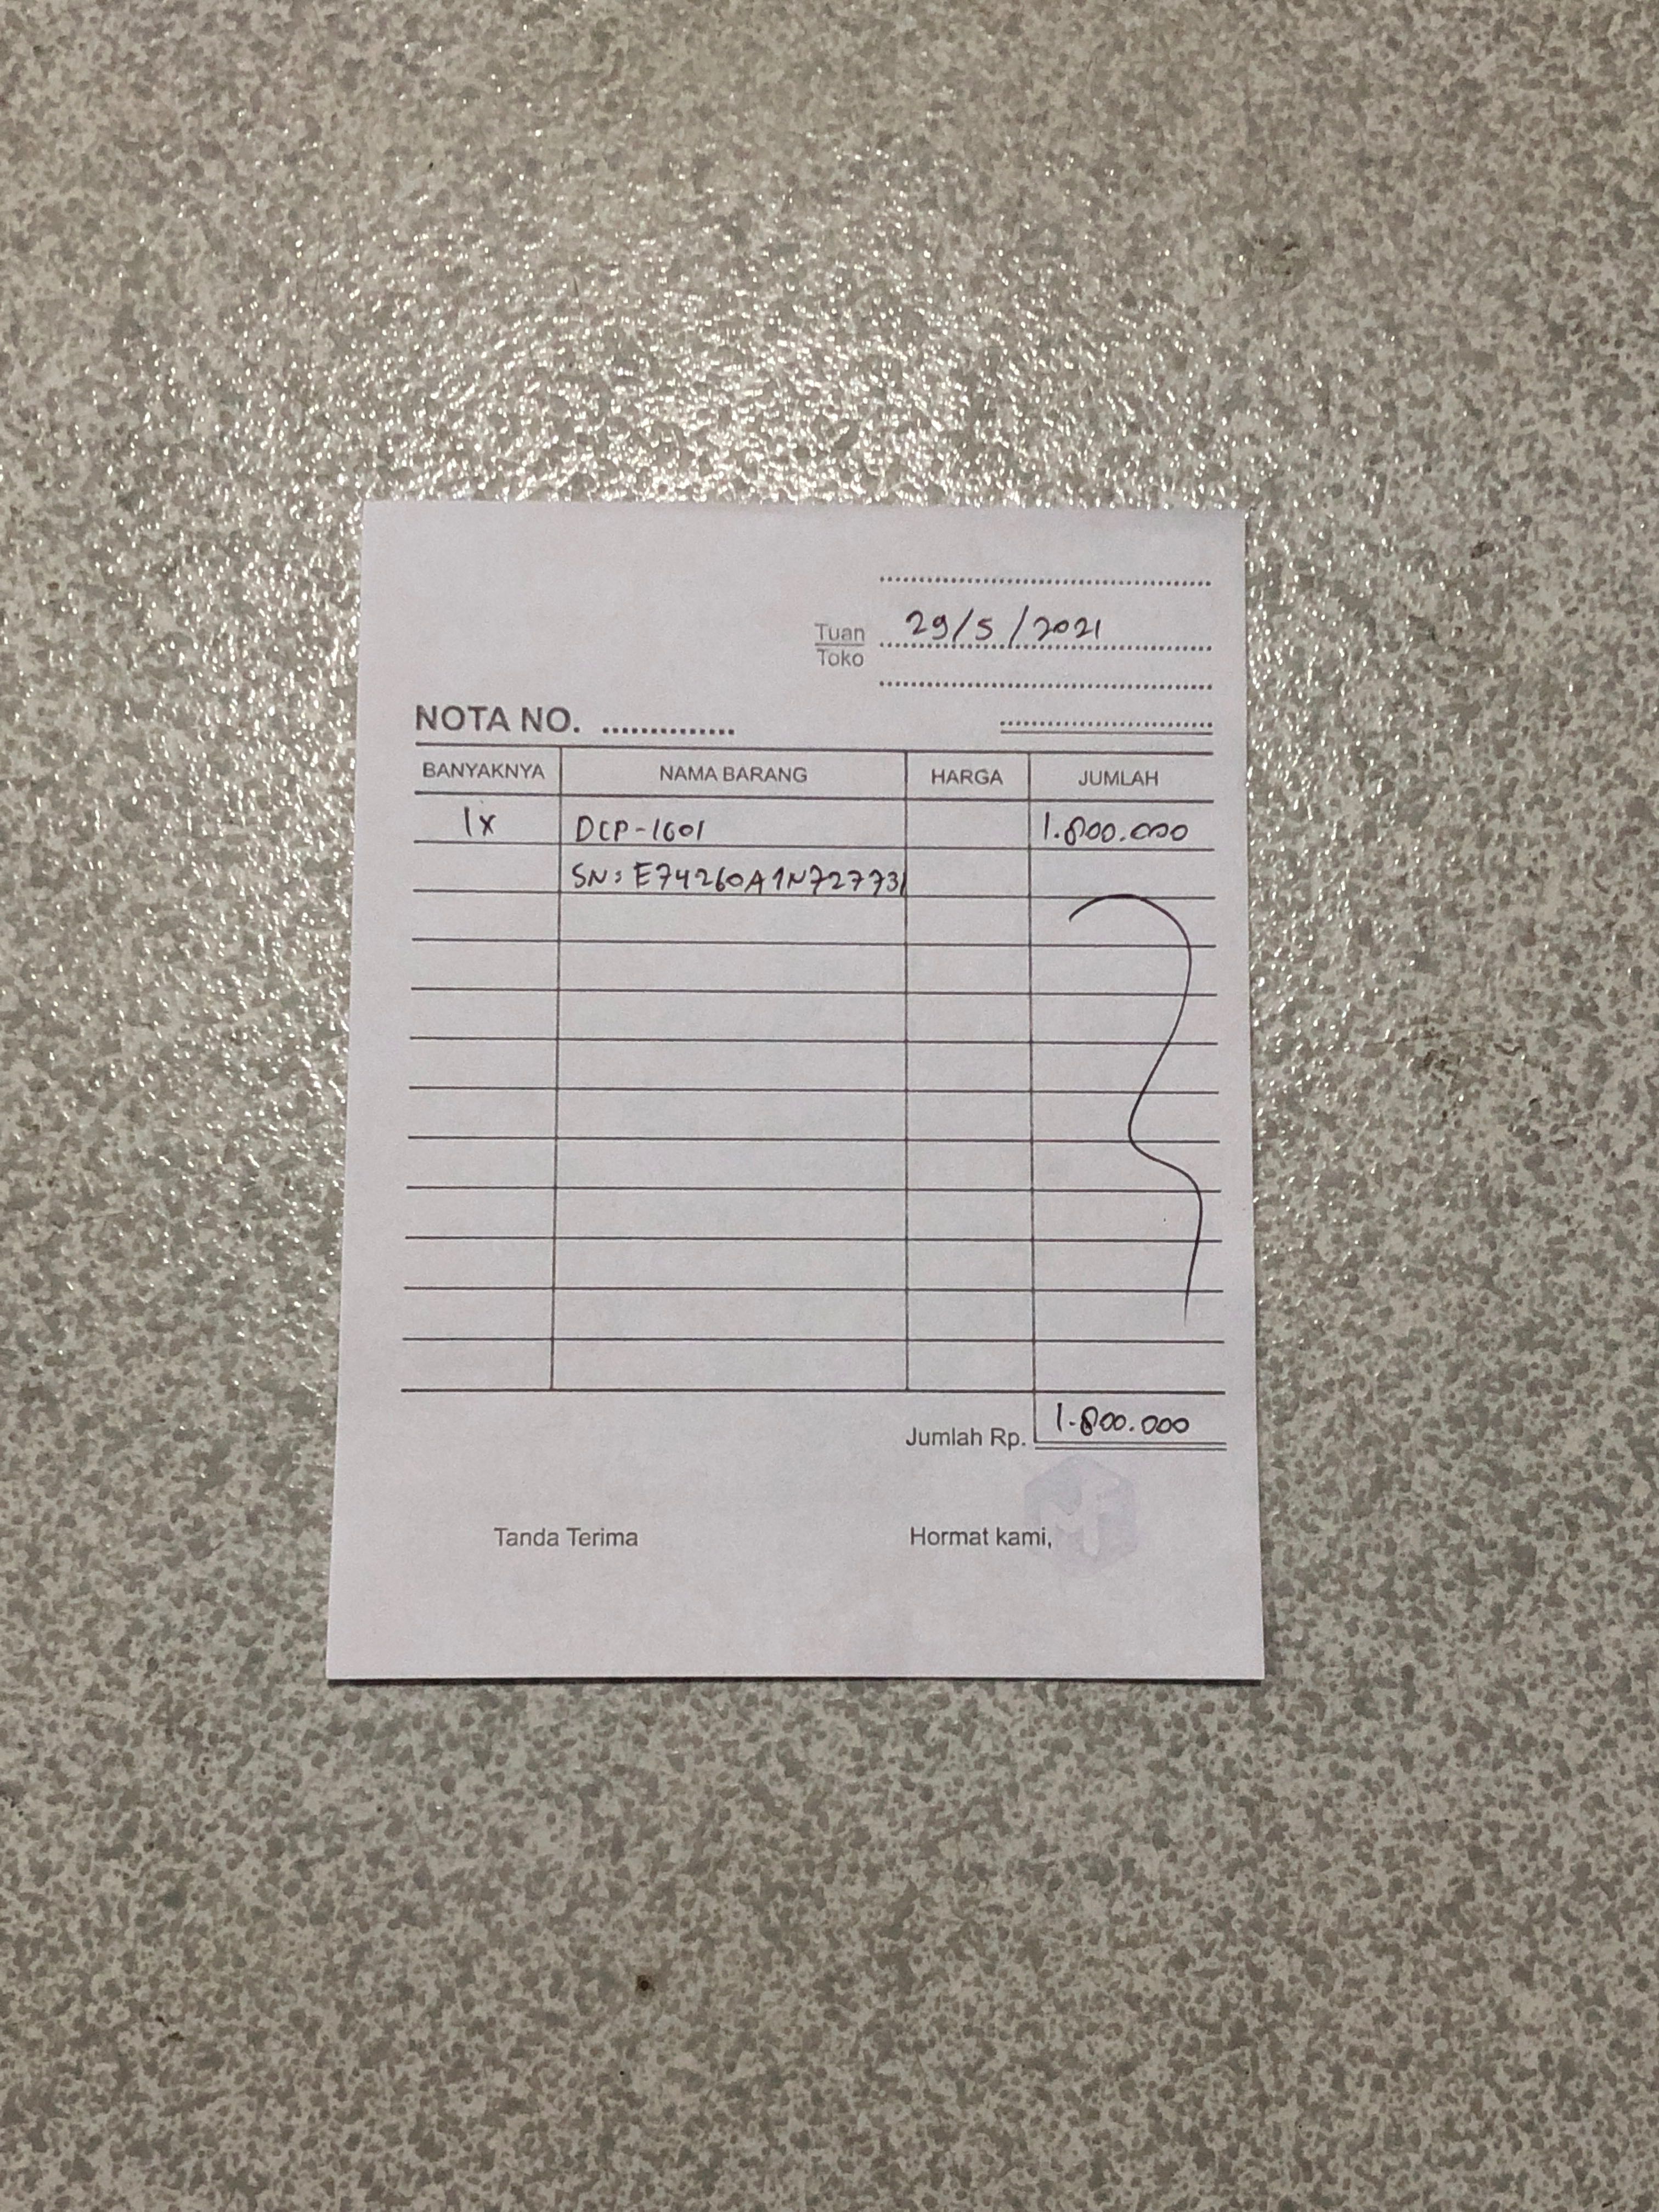 29/5/2021
Tuan
Toko
NOTA NO. ..............
BANYAKNYA NAMA BARANG HARGA JUMLAH
1x DCP-1601 1.800.000
SN: E74260A1N727731
Jumlah Rp. 1.800.000
Tanda Terima Hormat kami,